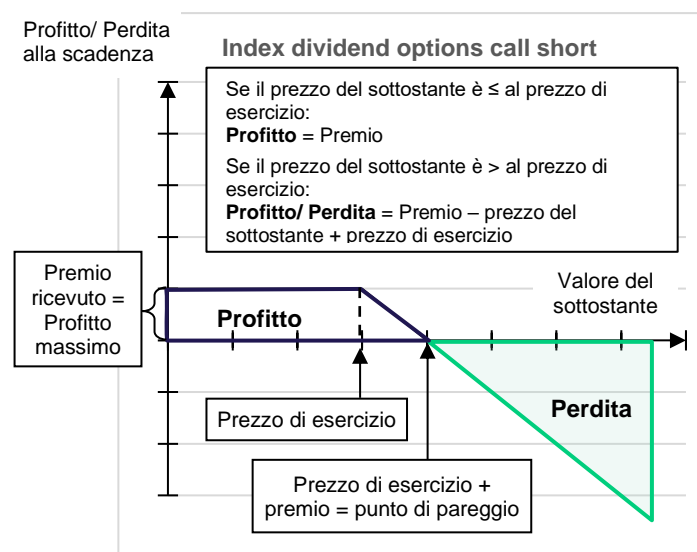 Profitto/ Perdita
alla scadenza
Index dividend options call short
Se il prezzo del sottostante è ≤ al prezzo di
esercizio:
Profitto = Premio
Se il prezzo del sottostante è > al prezzo di
esercizio:
Profitto/ Perdita = Premio – prezzo del
sottostante + prezzo di esercizio
Premio
ricevuto =
Profitto
massimo
Profitto
Valore del
sottostante
Perdita
Prezzo di esercizio
Prezzo di esercizio +
premio = punto di pareggio